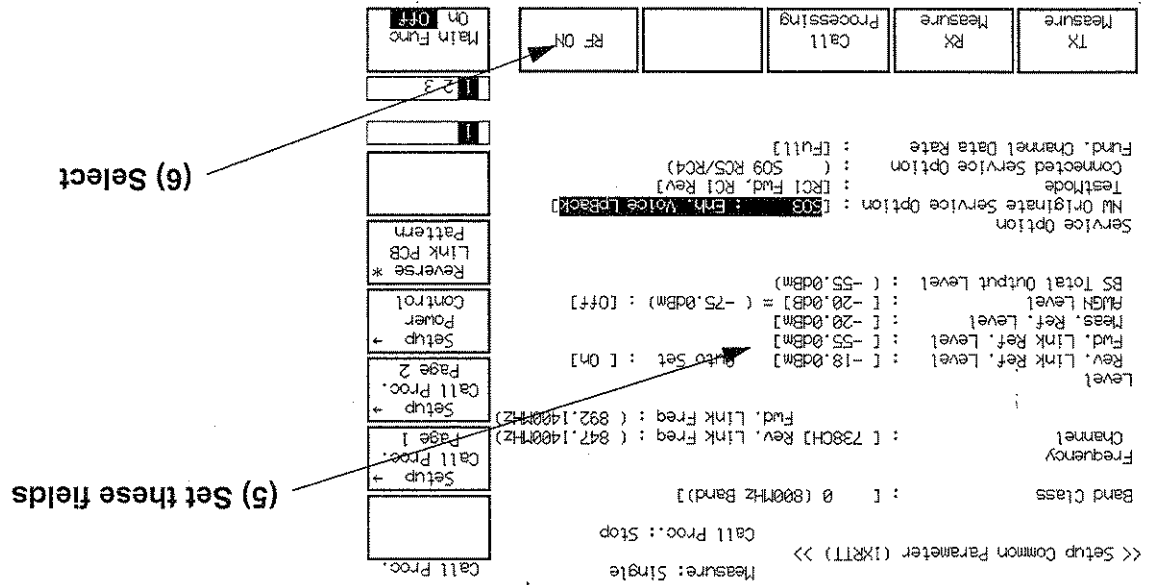 Measure: Single
<< Setup Common Parameter (1XRTT) >>
Call Proc.: Stop
Band Class : [ 0 (800MHz Band)]
Frequency
Channel : [ 738CH] Rev. Link Freq : ( 847.1400MHz)
Fwd. Link Freq : ( 892.1400MHz)
Level
Rev. Link Ref. Level : [ -18.0dBm] Auto Set : [ On]
Fwd. Link Ref. Level : [ -55.0dBm]
Meas. Ref. Level : [ -20.0dBm]
AWGN Level : [ -20.0dB] = ( -75.0dBm) : [Off]
BS Total Output Level : ( -55.0dBm)
Service Option
NW Originate Service Option : [SO3 : Enh. Voice LpBack]
TestMode : [RC1 Fwd, RC1 Rev]
Connected Service Option : ( SO9 RC5/RC4)
Fund. Channel Data Rate : [Full]
TX
Measure
RX
Measure
Call
Processing
RF ON
Call Proc.
Setup →
Call Proc.
Page 1
Setup →
Call Proc.
Page 2
Setup →
Power
Control
Reverse *
Link PCB
Pattern
1
1 2 3
Main Func
On Off
(5) Set these fields
(6) Select